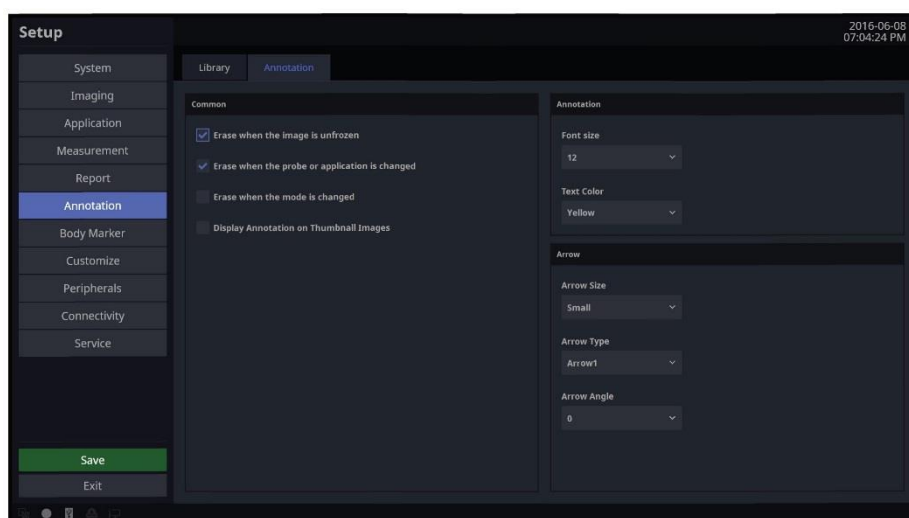 Setup
2016-06-08
07:04:24 PM
System
Imaging
Application
Measurement
Report
Annotation
Body Marker
Customize
Peripherals
Connectivity
Service
Save
Exit
Library
Annotation
Common
Erase when the image is unfrozen
Erase when the probe or application is changed
Erase when the mode is changed
Display Annotation on Thumbnail Images
Annotation
Font size
12
Text Color
Yellow
Arrow
Arrow Size
Small
Arrow Type
Arrow1
Arrow Angle
0